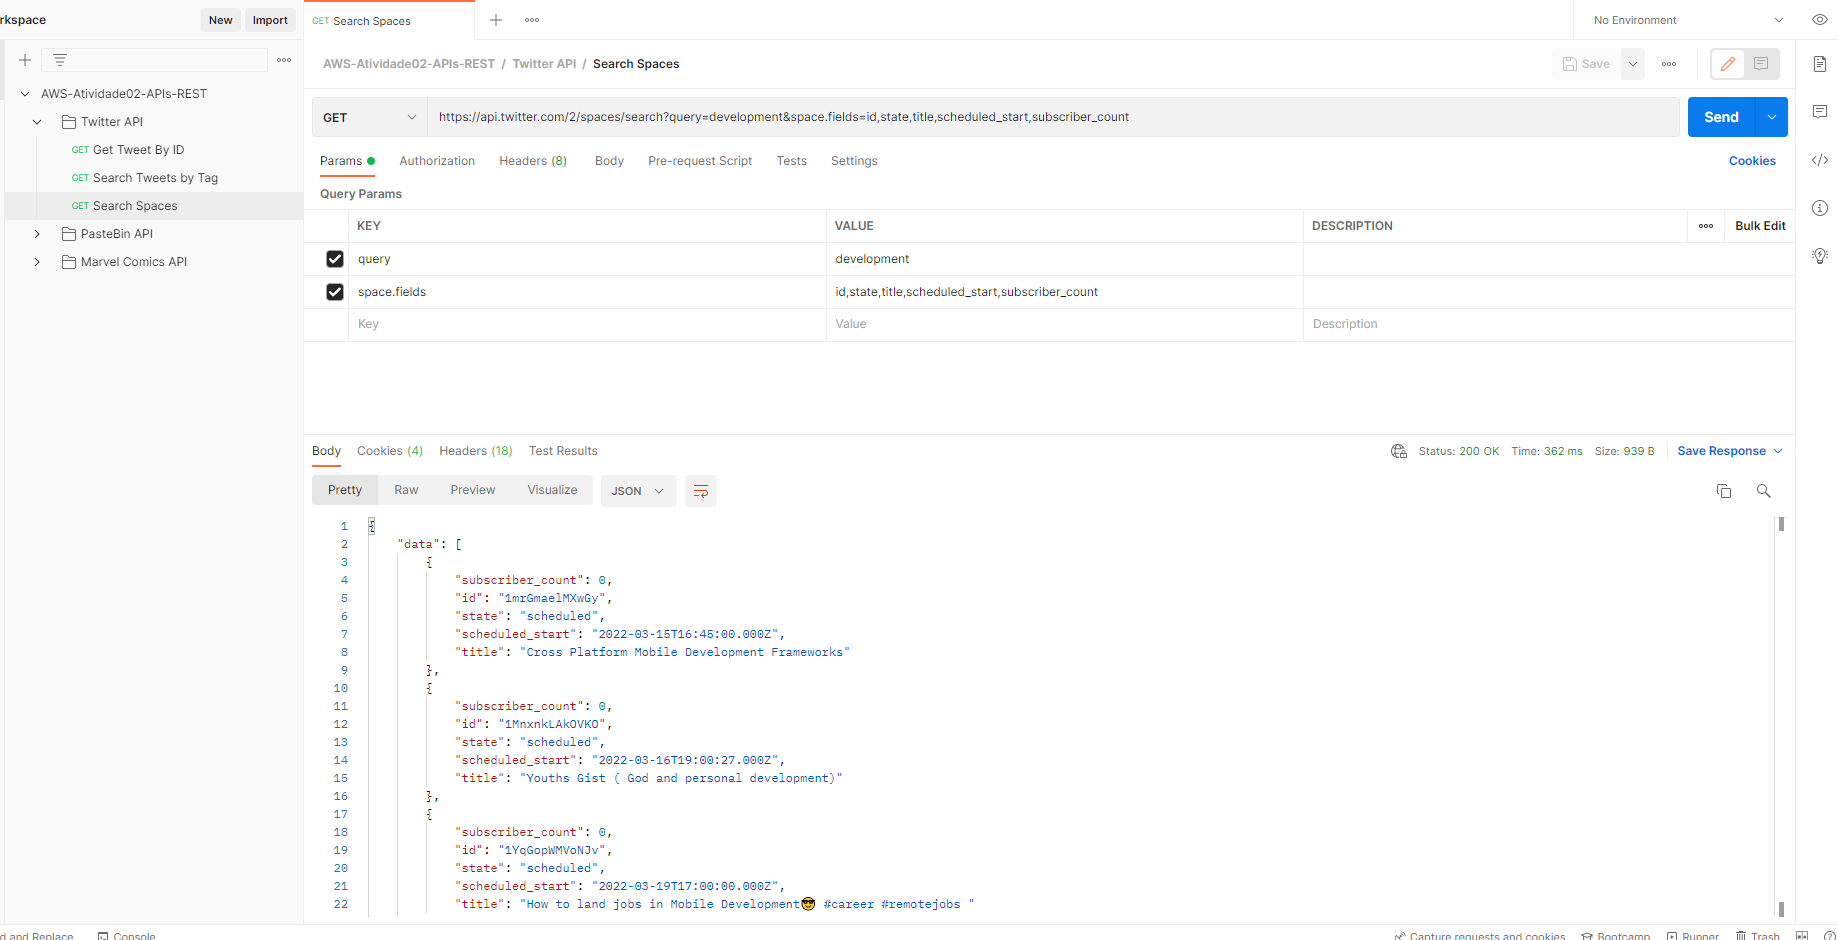 rkspace
New
Import
GET Search Spaces
No Environment
AWS-Atividade02-APIs-REST / Twitter API / Search Spaces
Save
AWS-Atividade02-APIs-REST
Twitter API
GET Get Tweet By ID
GET Search Tweets by Tag
GET Search Spaces
PasteBin API
Marvel Comics API
GET
https://api.twitter.com/2/spaces/search?query=development&space.fields=id,state,title,scheduled_start,subscriber_count
Send
Params
Authorization
Headers (8)
Body
Pre-request Script
Tests
Settings
Cookies
Query Params
KEY
VALUE
DESCRIPTION
Bulk Edit
query
development
space.fields
id,state,title,scheduled_start,subscriber_count
Key
Value
Description
Body
Cookies (4)
Headers (18)
Test Results
Status: 200 OK
Time: 362 ms
Size: 939 B
Save Response
Pretty
Raw
Preview
Visualize
JSON
1 {
2 "data": [
3 {
4 "subscriber_count": 0,
5 "id": "1mrGmaelMXwGy",
6 "state": "scheduled",
7 "scheduled_start": "2022-03-15T16:45:00.000Z",
8 "title": "Cross Platform Mobile Development Frameworks"
9 },
10 {
11 "subscriber_count": 0,
12 "id": "1MnxnkLAkOVKO",
13 "state": "scheduled",
14 "scheduled_start": "2022-03-16T19:00:27.000Z",
15 "title": "Youths Gist ( God and personal development)"
16 },
17 {
18 "subscriber_count": 0,
19 "id": "1YqGopWMVoNJv",
20 "state": "scheduled",
21 "scheduled_start": "2022-03-19T17:00:00.000Z",
22 "title": "How to land jobs in Mobile Development😎 #career #remotejobs "
d and Replace
Console
Capture requests and cookies
Bootcamp
Runner
Trash